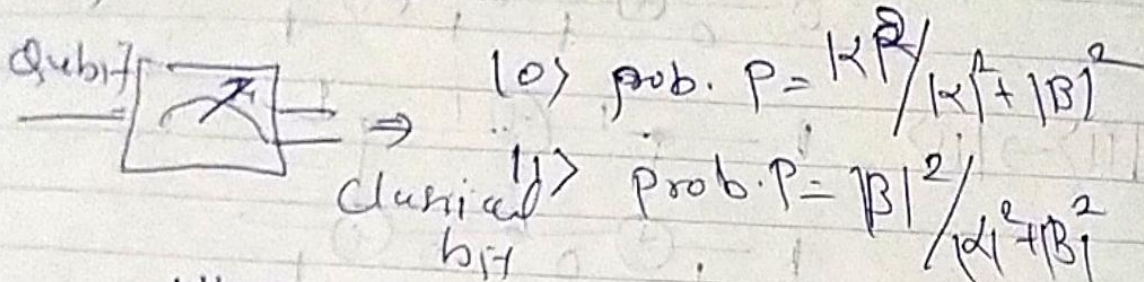 Qubit
|0> prob. P = |α|²/|α|²+|β|²
⇒
Classical bit
|1> prob. P = |β|²/|α|²+|β|²